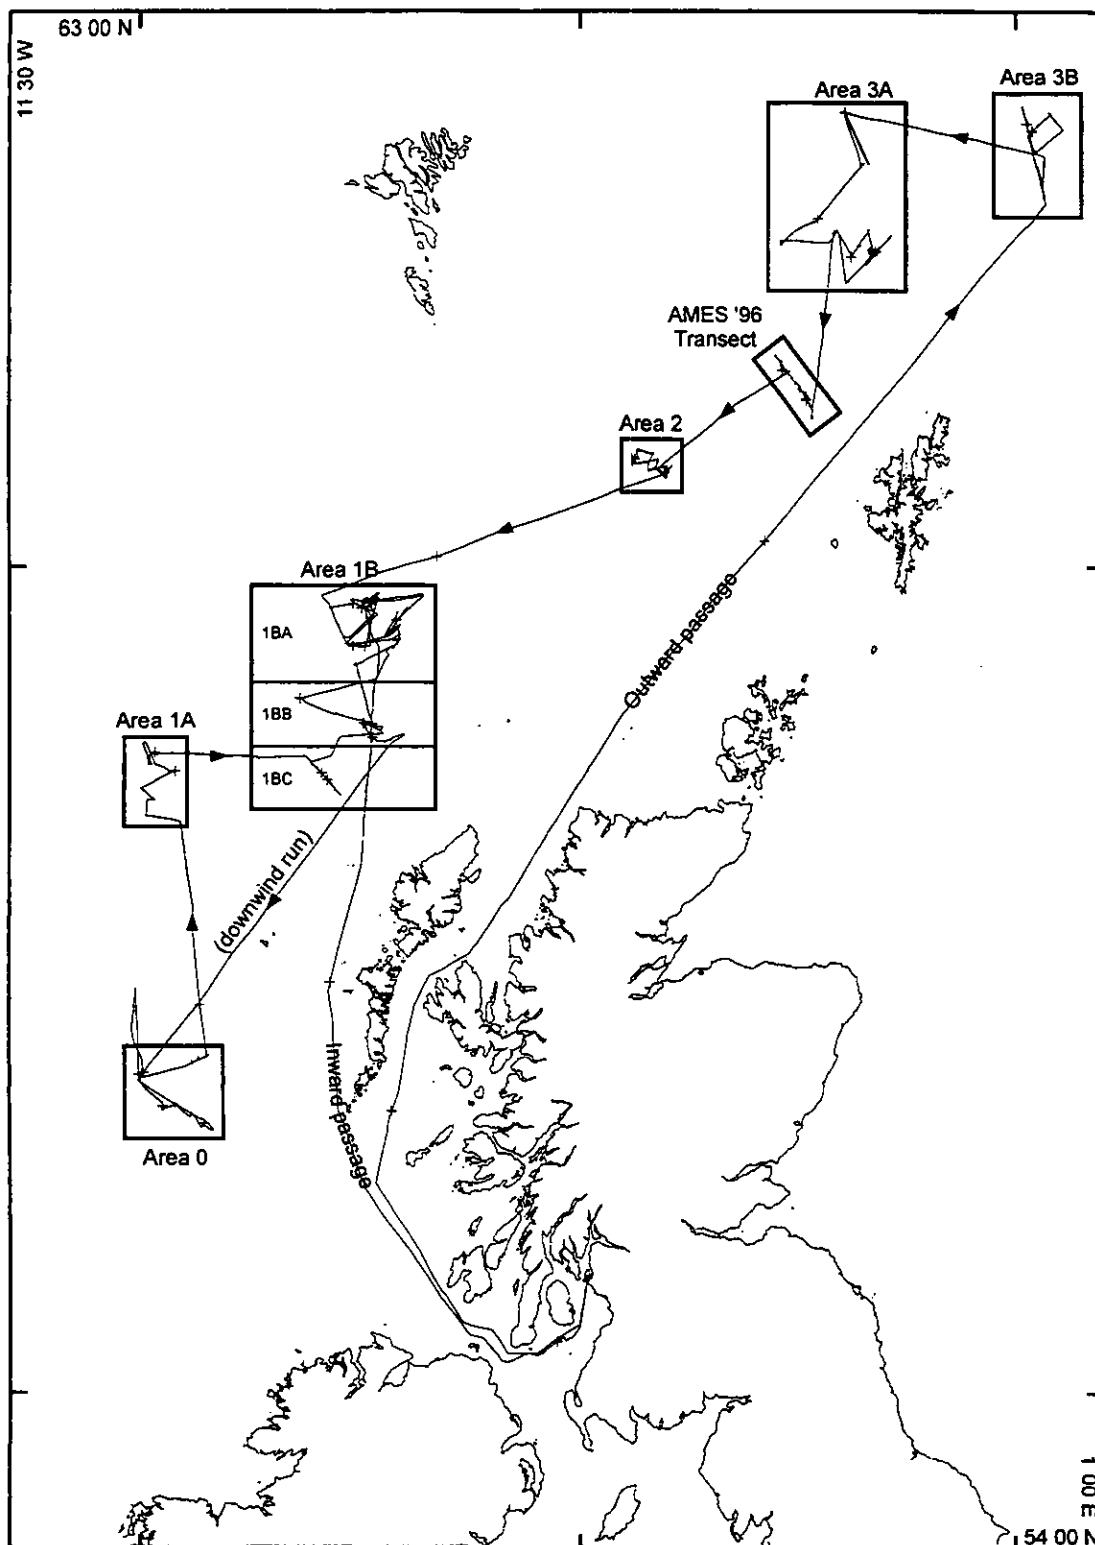 63 00 N
11 30 W
Area 3A
Area 3B
AMES '96
Transect
Area 2
Area 1B
1BA
Outward passage
1BB
Area 1A
1BC
(downwind run)
Inward passage
Area 0
1 00 E
54 00 N